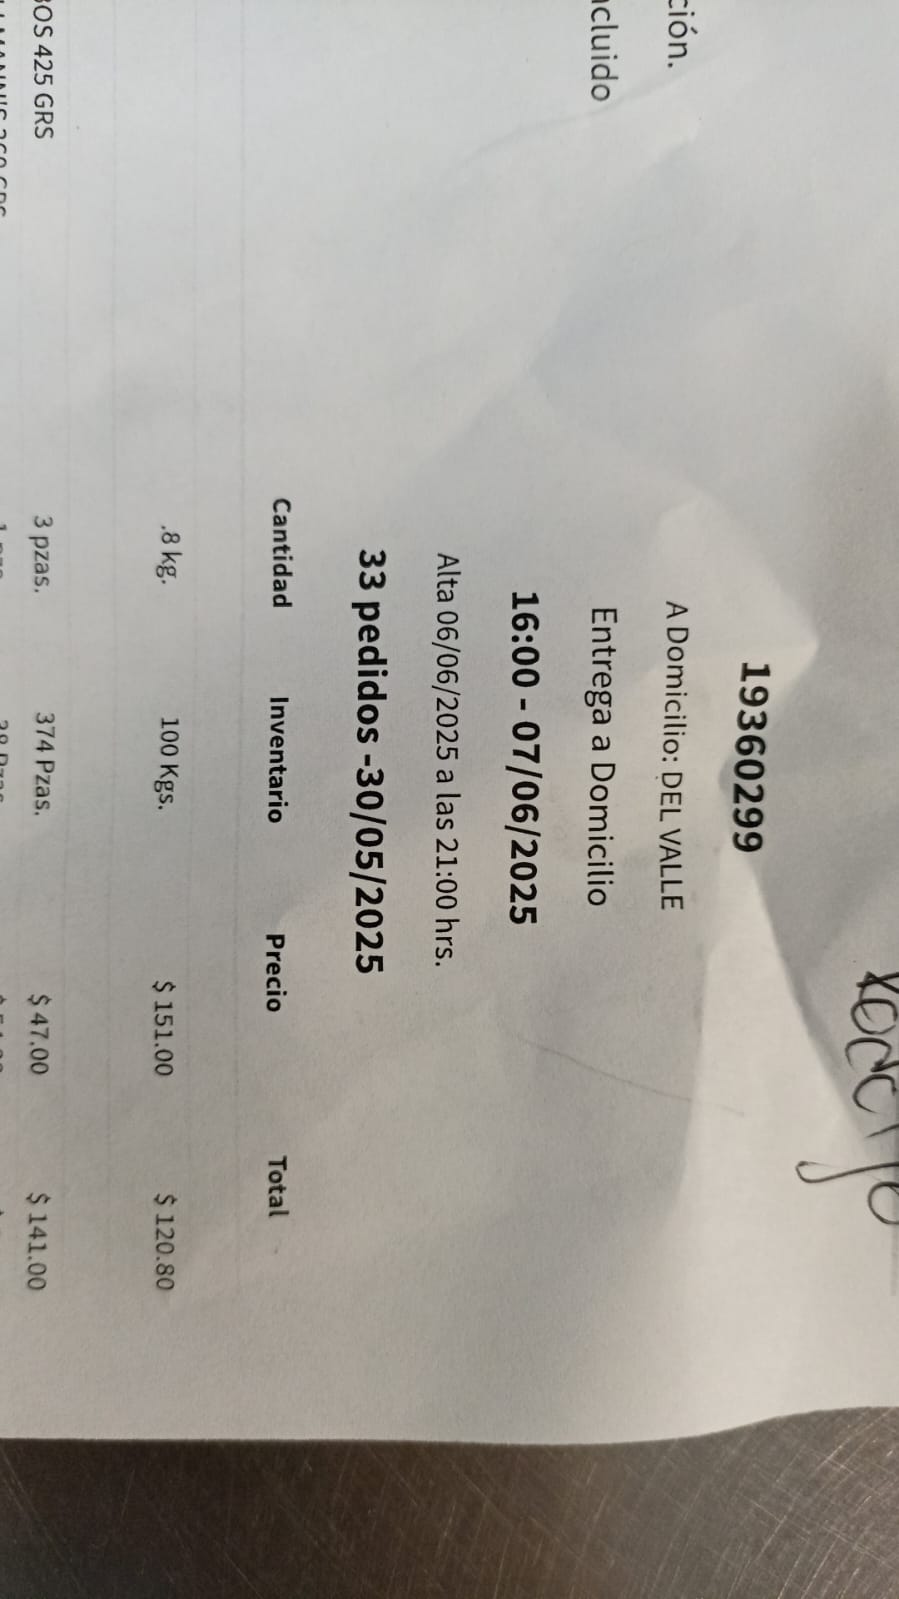 19360299
ción.
A Domicilio: DEL VALLE
cluido
Entrega a Domicilio
16:00 - 07/06/2025
Alta 06/06/2025 a las 21:00 hrs.
33 pedidos -30/05/2025
Cantidad Inventario Precio Total
.8 kg. 100 Kgs. $ 151.00 $ 120.80
OS 425 GRS 3 pzas. 374 Pzas. $ 47.00 $ 141.00